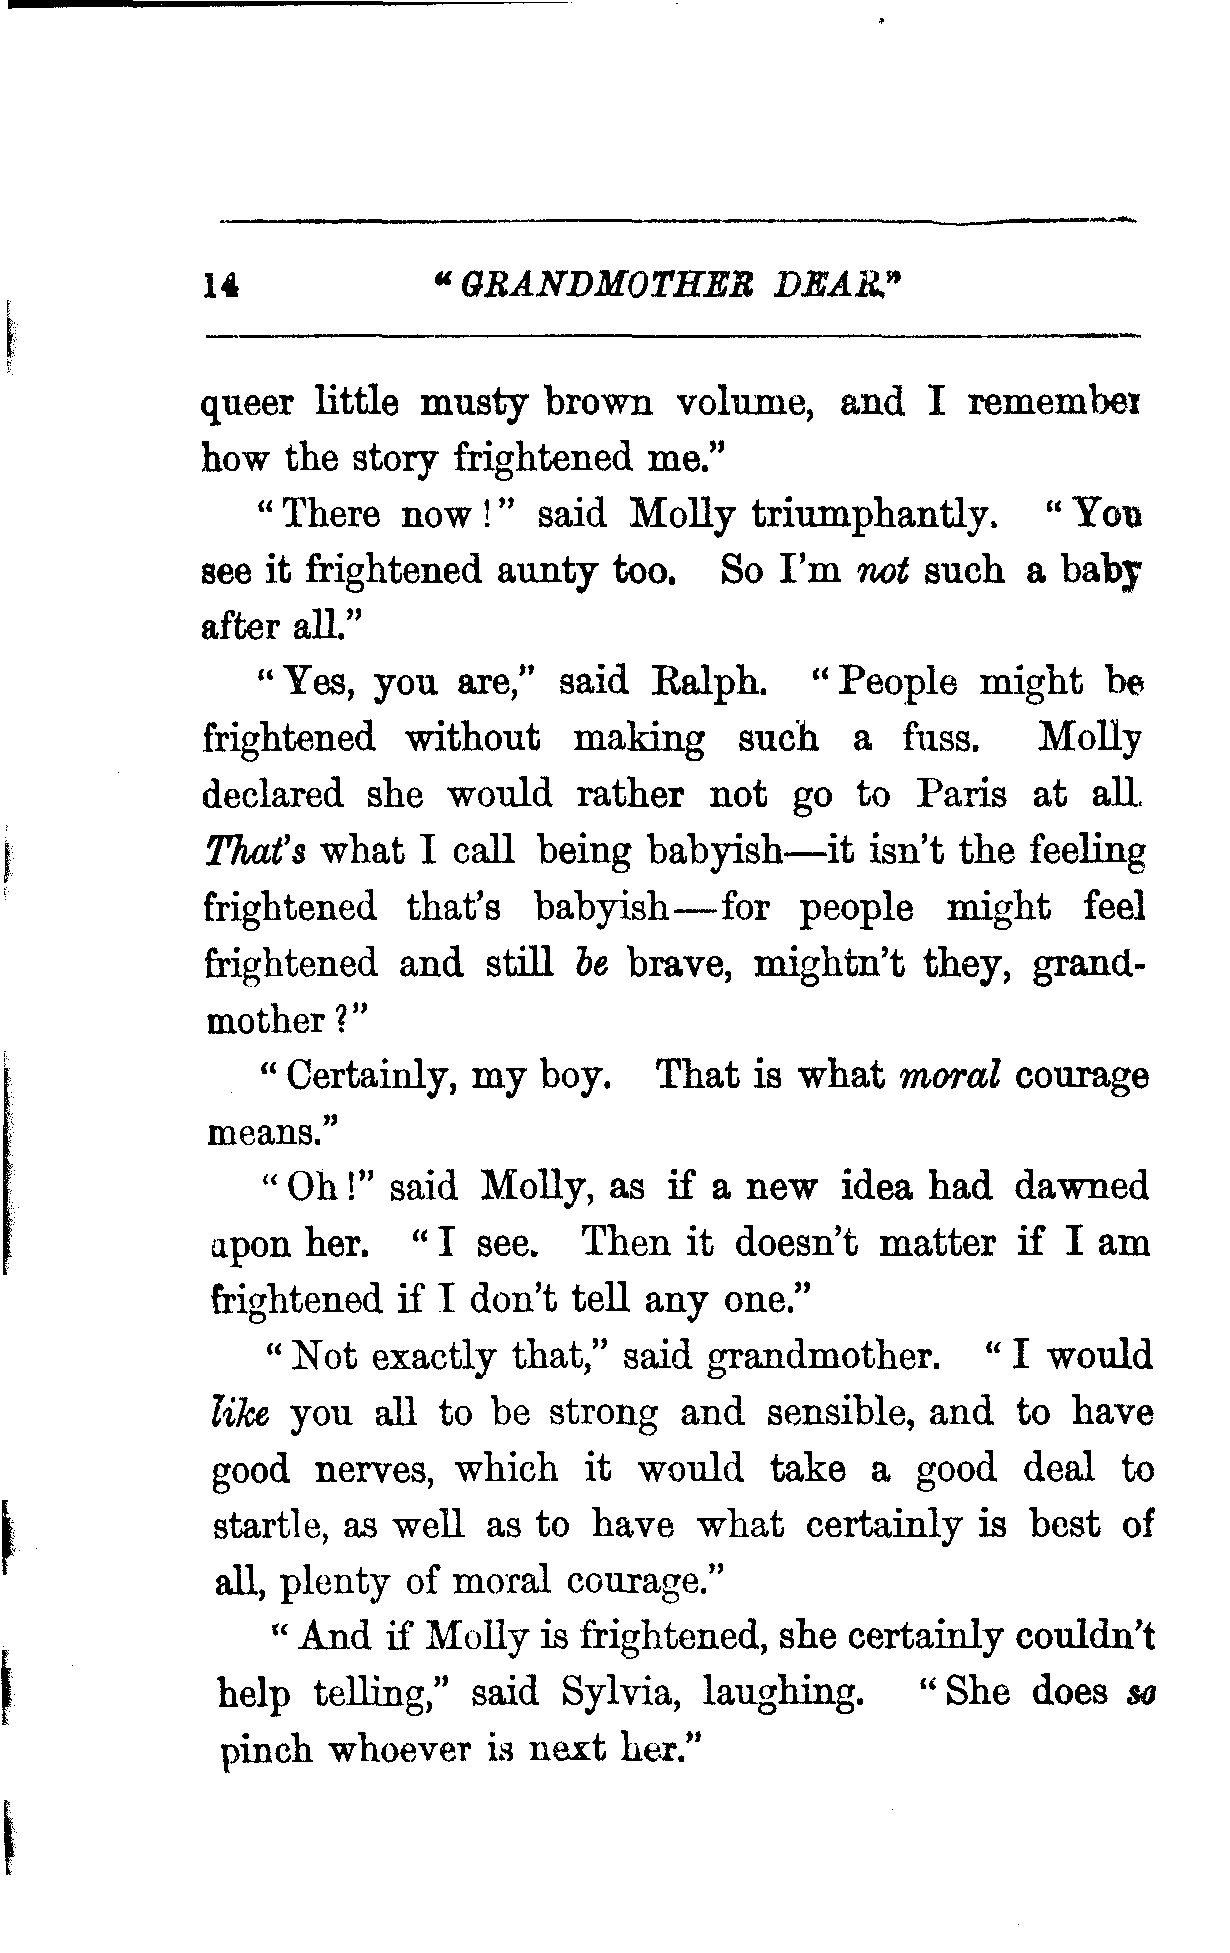 14 "GRANDMOTHER DEAR."
queer little musty brown volume, and I remember
how the story frightened me."
"There now!" said Molly triumphantly. "You
see it frightened aunty too. So I'm not such a baby
after all."
"Yes, you are," said Ralph. "People might be
frightened without making such a fuss. Molly
declared she would rather not go to Paris at all.
That's what I call being babyish—it isn't the feeling
frightened that's babyish—for people might feel
frightened and still be brave, mightn't they, grand-
mother?"
"Certainly, my boy. That is what moral courage
means."
"Oh!" said Molly, as if a new idea had dawned
upon her. "I see. Then it doesn't matter if I am
frightened if I don't tell any one."
"Not exactly that," said grandmother. "I would
like you all to be strong and sensible, and to have
good nerves, which it would take a good deal to
startle, as well as to have what certainly is best of
all, plenty of moral courage."
"And if Molly is frightened, she certainly couldn't
help telling," said Sylvia, laughing. "She does so
pinch whoever is next her."